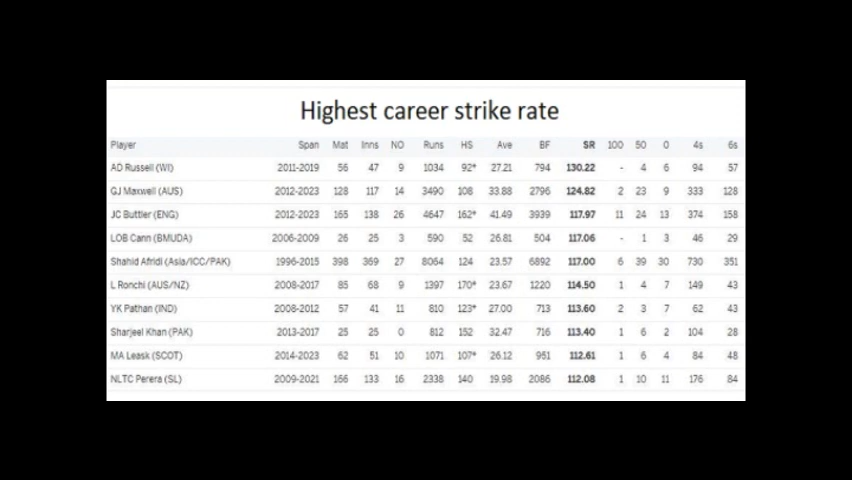 Highest career strike rate
Player Span Mat Inns NO Runs HS Ave BF SR 100 50 0 4s 6s
AD Russell (WI) 2011-2019 56 47 9 1034 92* 27.21 794 130.22 - 4 6 94 57
GJ Maxwell (AUS) 2012-2023 128 117 14 3490 108 33.88 2796 124.82 2 23 9 333 128
JC Buttler (ENG) 2012-2023 165 138 26 4647 162* 41.49 3939 117.97 11 24 13 374 158
LOB Cann (BMUDA) 2006-2009 26 25 3 590 52 26.81 504 117.06 - 1 3 46 29
Shahid Afridi (Asia/ICC/PAK) 1996-2015 398 369 27 8064 124 23.57 6892 117.00 6 39 30 730 351
L Ronchi (AUS/NZ) 2008-2017 85 68 9 1397 170* 23.67 1220 114.50 1 4 7 149 43
YK Pathan (IND) 2008-2012 57 41 11 810 123* 27.00 713 113.60 2 3 7 62 43
Sharjeel Khan (PAK) 2013-2017 25 25 0 812 152 32.47 716 113.40 1 6 2 104 28
MA Leask (SCOT) 2014-2023 62 51 10 1071 107* 26.12 951 112.61 1 6 4 84 48
NLTC Perera (SL) 2009-2021 166 133 16 2338 140 19.98 2086 112.08 1 10 11 176 84